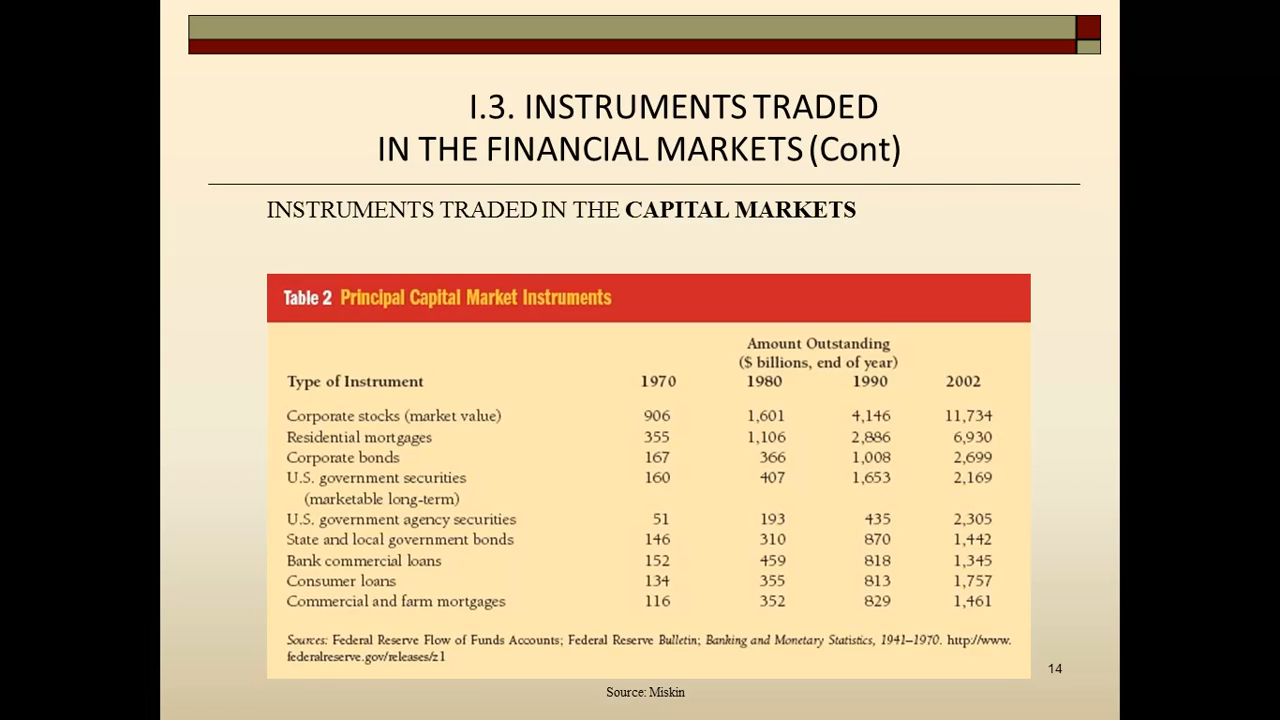 I.3. INSTRUMENTS TRADED
IN THE FINANCIAL MARKETS (Cont)
INSTRUMENTS TRADED IN THE CAPITAL MARKETS
Table 2 Principal Capital Market Instruments
Amount Outstanding
($ billions, end of year)
Type of Instrument 1970 1980 1990 2002
Corporate stocks (market value) 906 1,601 4,146 11,734
Residential mortgages 355 1,106 2,886 6,930
Corporate bonds 167 366 1,008 2,699
U.S. government securities 160 407 1,653 2,169
(marketable long-term)
U.S. government agency securities 51 193 435 2,305
State and local government bonds 146 310 870 1,442
Bank commercial loans 152 459 818 1,345
Consumer loans 134 355 813 1,757
Commercial and farm mortgages 116 352 829 1,461
Sources: Federal Reserve Flow of Funds Accounts; Federal Reserve Bulletin; Banking and Monetary Statistics, 1941–1970. http://www.
federalreserve.gov/releases/z1
14
Source: Miskin